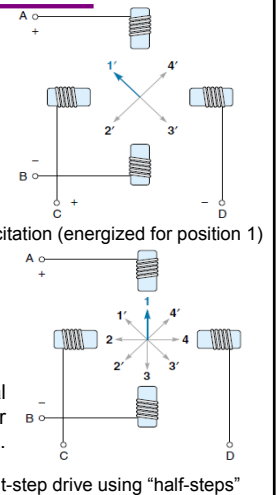 A
+
1′ 4′
2′ 3′
−
B
C + − D
citation (energized for position 1)
A
+
1
1′ 4′
2 4
2′ 3′
3
al
−
B
r
.
C D
t-step drive using “half-steps”